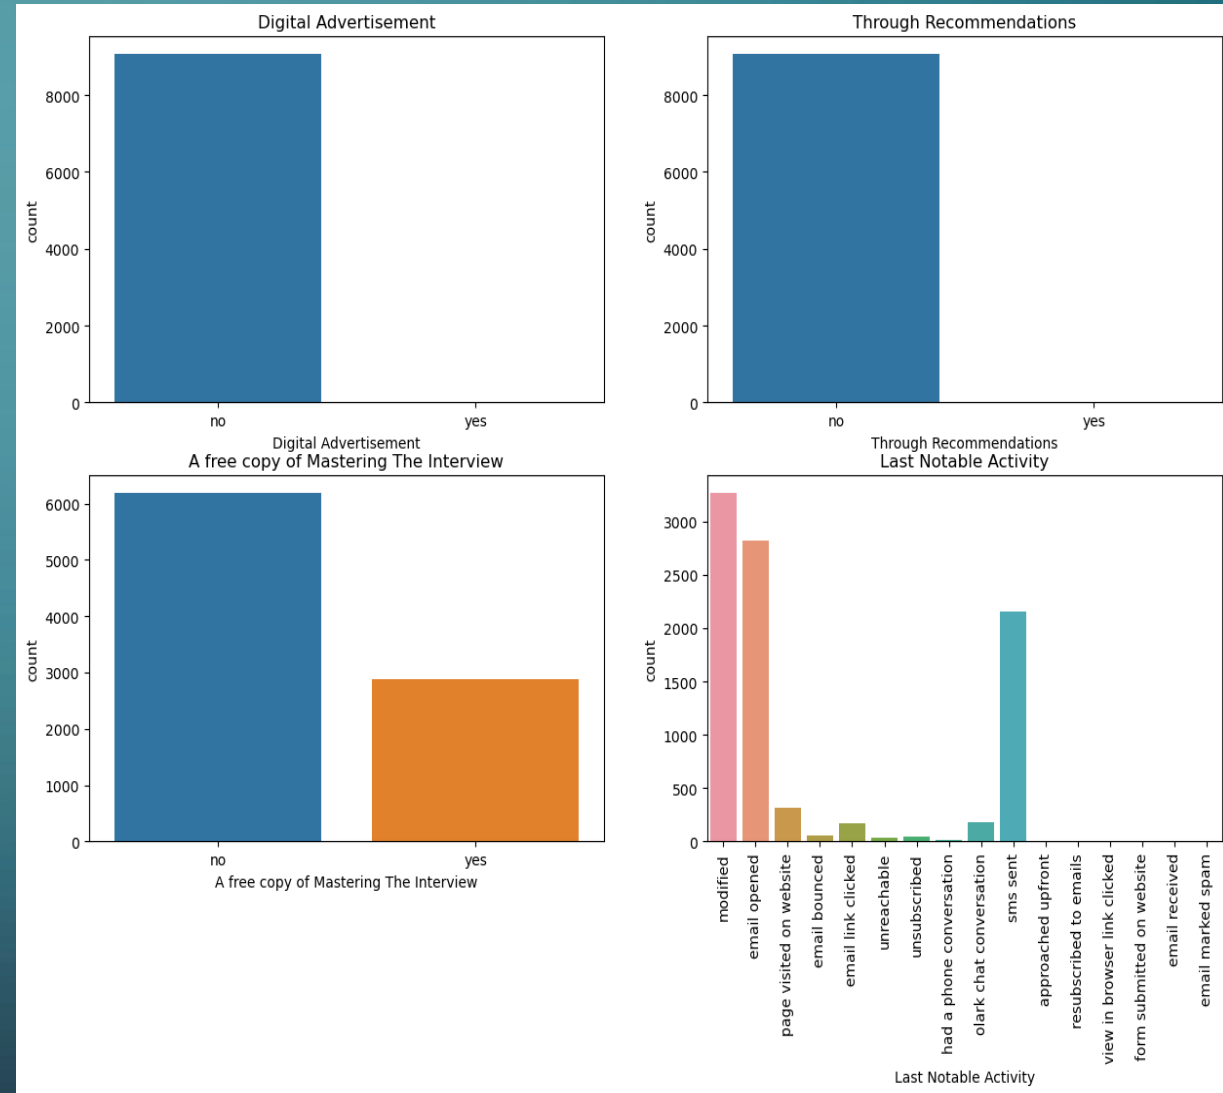 Digital Advertisement
count
8000
6000
4000
2000
0
no yes
Digital Advertisement
Through Recommendations
count
8000
6000
4000
2000
0
no yes
Through Recommendations
A free copy of Mastering The Interview
count
6000
5000
4000
3000
2000
1000
0
no yes
A free copy of Mastering The Interview
Last Notable Activity
count
3000
2500
2000
1500
1000
500
0
modified
email opened
page visited on website
email bounced
email link clicked
unreachable
unsubscribed
had a phone conversation
olark chat conversation
sms sent
approached upfront
resubscribed to emails
view in browser link clicked
form submitted on website
email received
email marked spam
Last Notable Activity